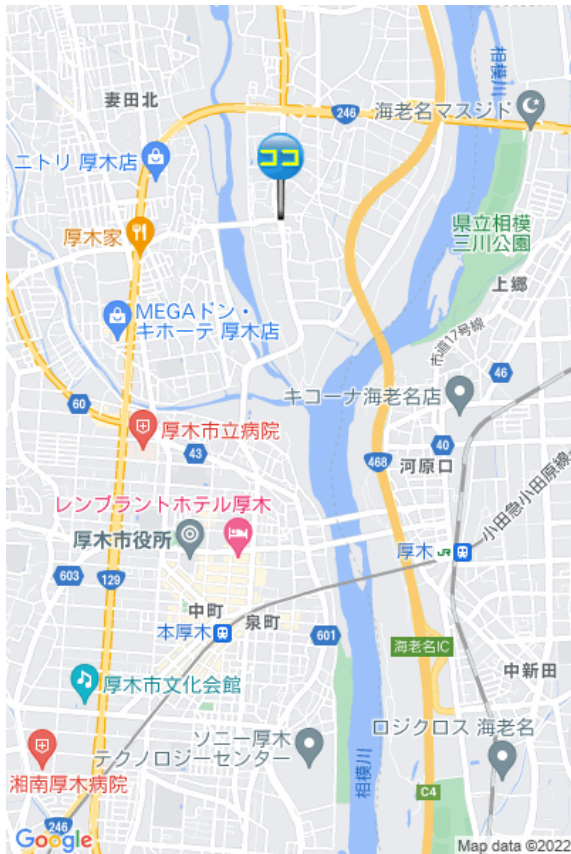 相模川
妻田北
246
海老名マスジド
ニトリ 厚木店
ココ
厚木家
県立相模
三川公園
上郷
MEGAドン・
キホーテ 厚木店
市道17号線
46
キコーナ海老名店
60
厚木市立病院
43
40
河原口
468
小田急小田原線
レンブラントホテル厚木
厚木市役所
厚木 JR
603
129
中町
泉町
本厚木
601
海老名IC
中新田
厚木市文化会館
ソニー厚木
テクノロジーセンター
ロジクロス 海老名
湘南厚木病院
相模川
C4
246
Google
Map data ©2022